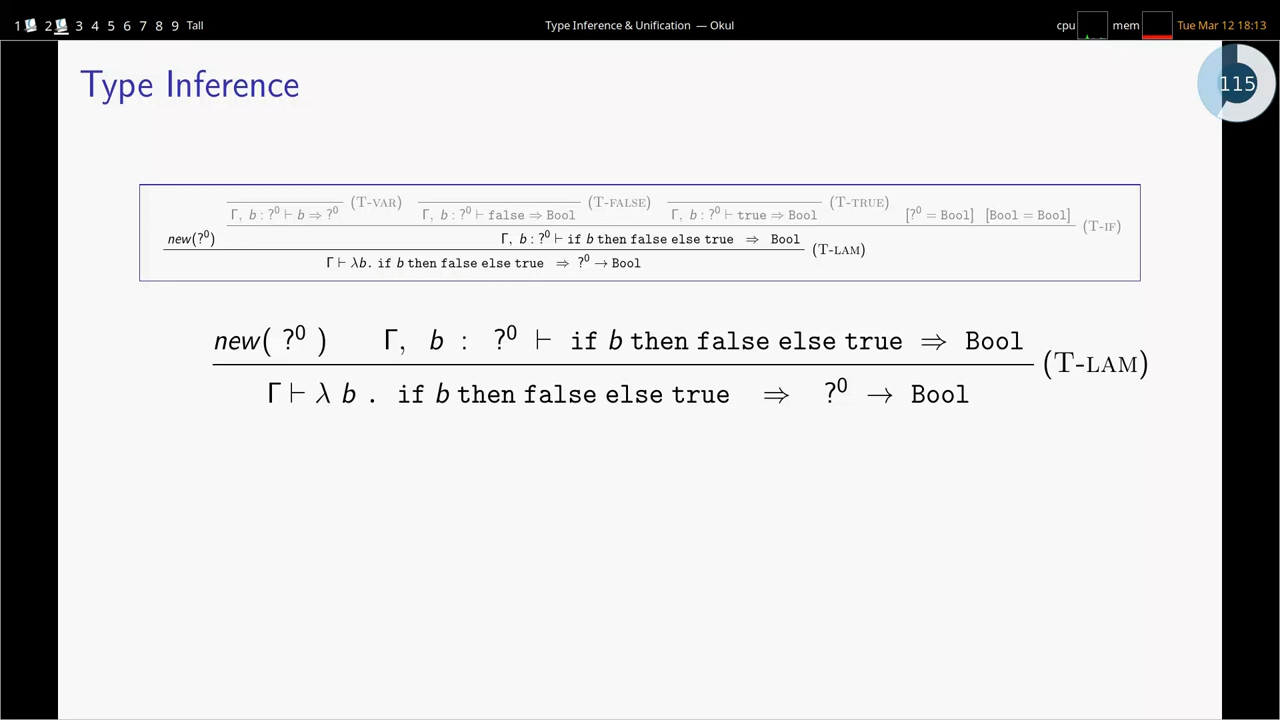 1 2 3 4 5 6 7 8 9 Tall Type Inference & Unification — Okul cpu mem Tue Mar 12 18:13
Type Inference
115
(T-VAR) (T-FALSE) (T-TRUE)
Γ, b : ?⁰ ⊢ b ⇒ ?⁰ Γ, b : ?⁰ ⊢ false ⇒ Bool Γ, b : ?⁰ ⊢ true ⇒ Bool [?⁰ = Bool] [Bool = Bool] (T-IF)
new(?⁰) Γ, b : ?⁰ ⊢ if b then false else true ⇒ Bool (T-LAM)
Γ ⊢ λb. if b then false else true ⇒ ?⁰ → Bool
new( ?⁰ ) Γ, b : ?⁰ ⊢ if b then false else true ⇒ Bool (T-LAM)
Γ ⊢ λ b . if b then false else true ⇒ ?⁰ → Bool